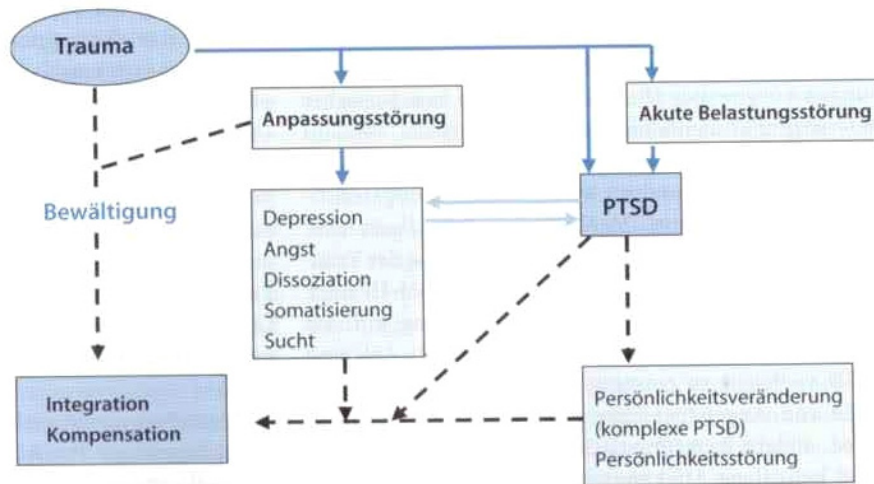 Trauma
Anpassungsstörung
Akute Belastungsstörung
Bewältigung
Depression
Angst
Dissoziation
Somatisierung
Sucht
PTSD
Integration
Kompensation
Persönlichkeitsveränderung
(komplexe PTSD)
Persönlichkeitsstörung